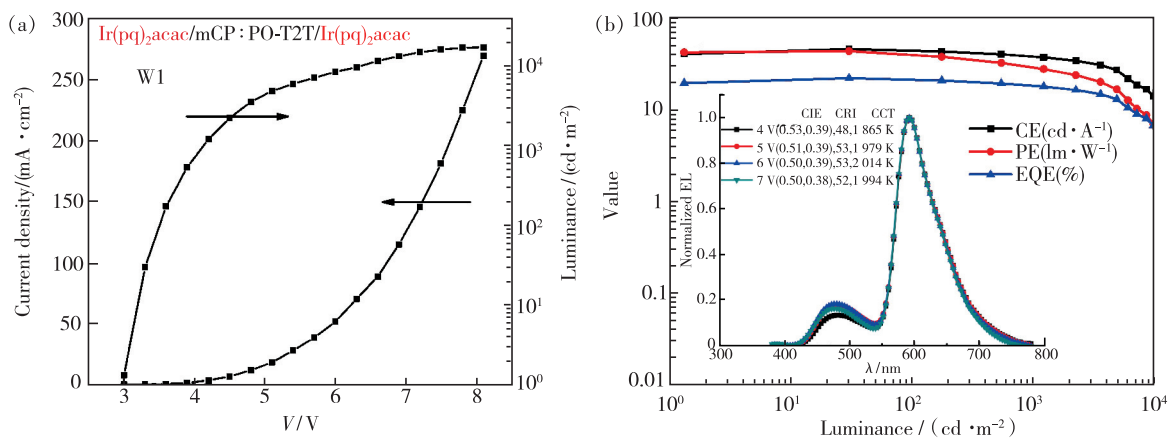 (a)
300
250
200
150
100
50
0
Current density/(mA·cm⁻²)
Ir(pq)₂acac/mCP:PO-T2T/Ir(pq)₂acac
W1
10⁴
10³
10²
10¹
10⁰
Luminance/(cd·m⁻²)
3 4 5 6 7 8
V/V
(b)
100
10
1
0.1
0.01
Value
CIE CRI CCT
4 V(0.53,0.39),48,1 865 K
5 V(0.51,0.39),53,1 979 K
6 V(0.50,0.39),53,2 014 K
7 V(0.50,0.38),52,1 994 K
CE(cd·A⁻¹)
PE(lm·W⁻¹)
EQE(%)
1.0
0.8
0.6
0.4
0.2
0
Normalized EL
300 400 500 600 700 800
λ/nm
10⁰ 10¹ 10² 10³ 10⁴
Luminance/(cd·m⁻²)